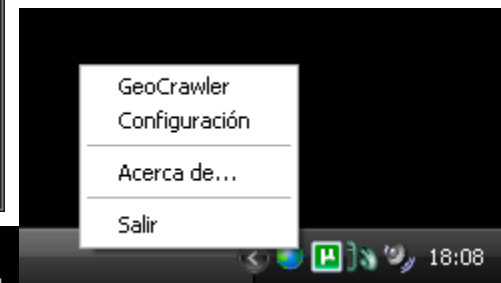 GeoCrawler
Configuración
Acerca de...
Salir
18:08